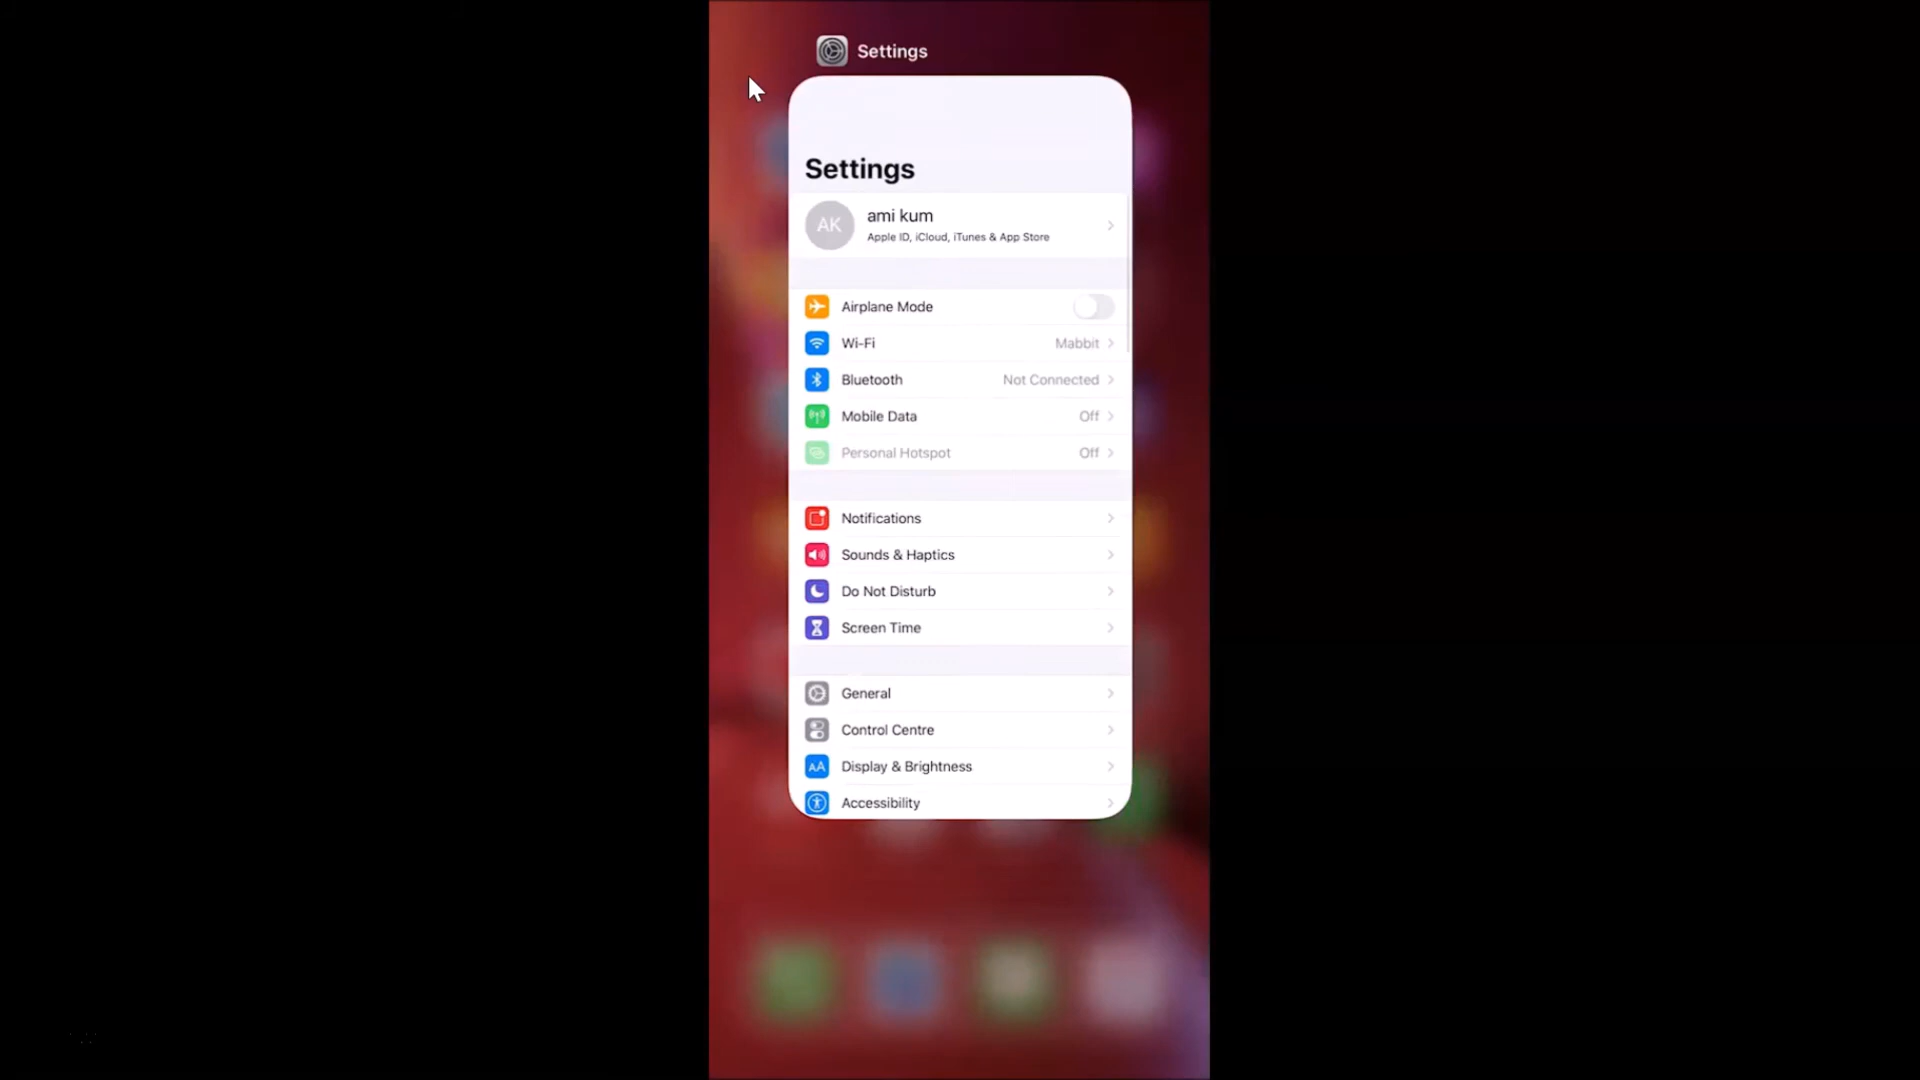 Settings
Settings
AK
ami kum
Apple ID, iCloud, iTunes & App Store
Airplane Mode
Wi-Fi Mabbit
Bluetooth Not Connected
Mobile Data Off
Personal Hotspot Off
Notifications
Sounds & Haptics
Do Not Disturb
Screen Time
General
Control Centre
AA Display & Brightness
Accessibility